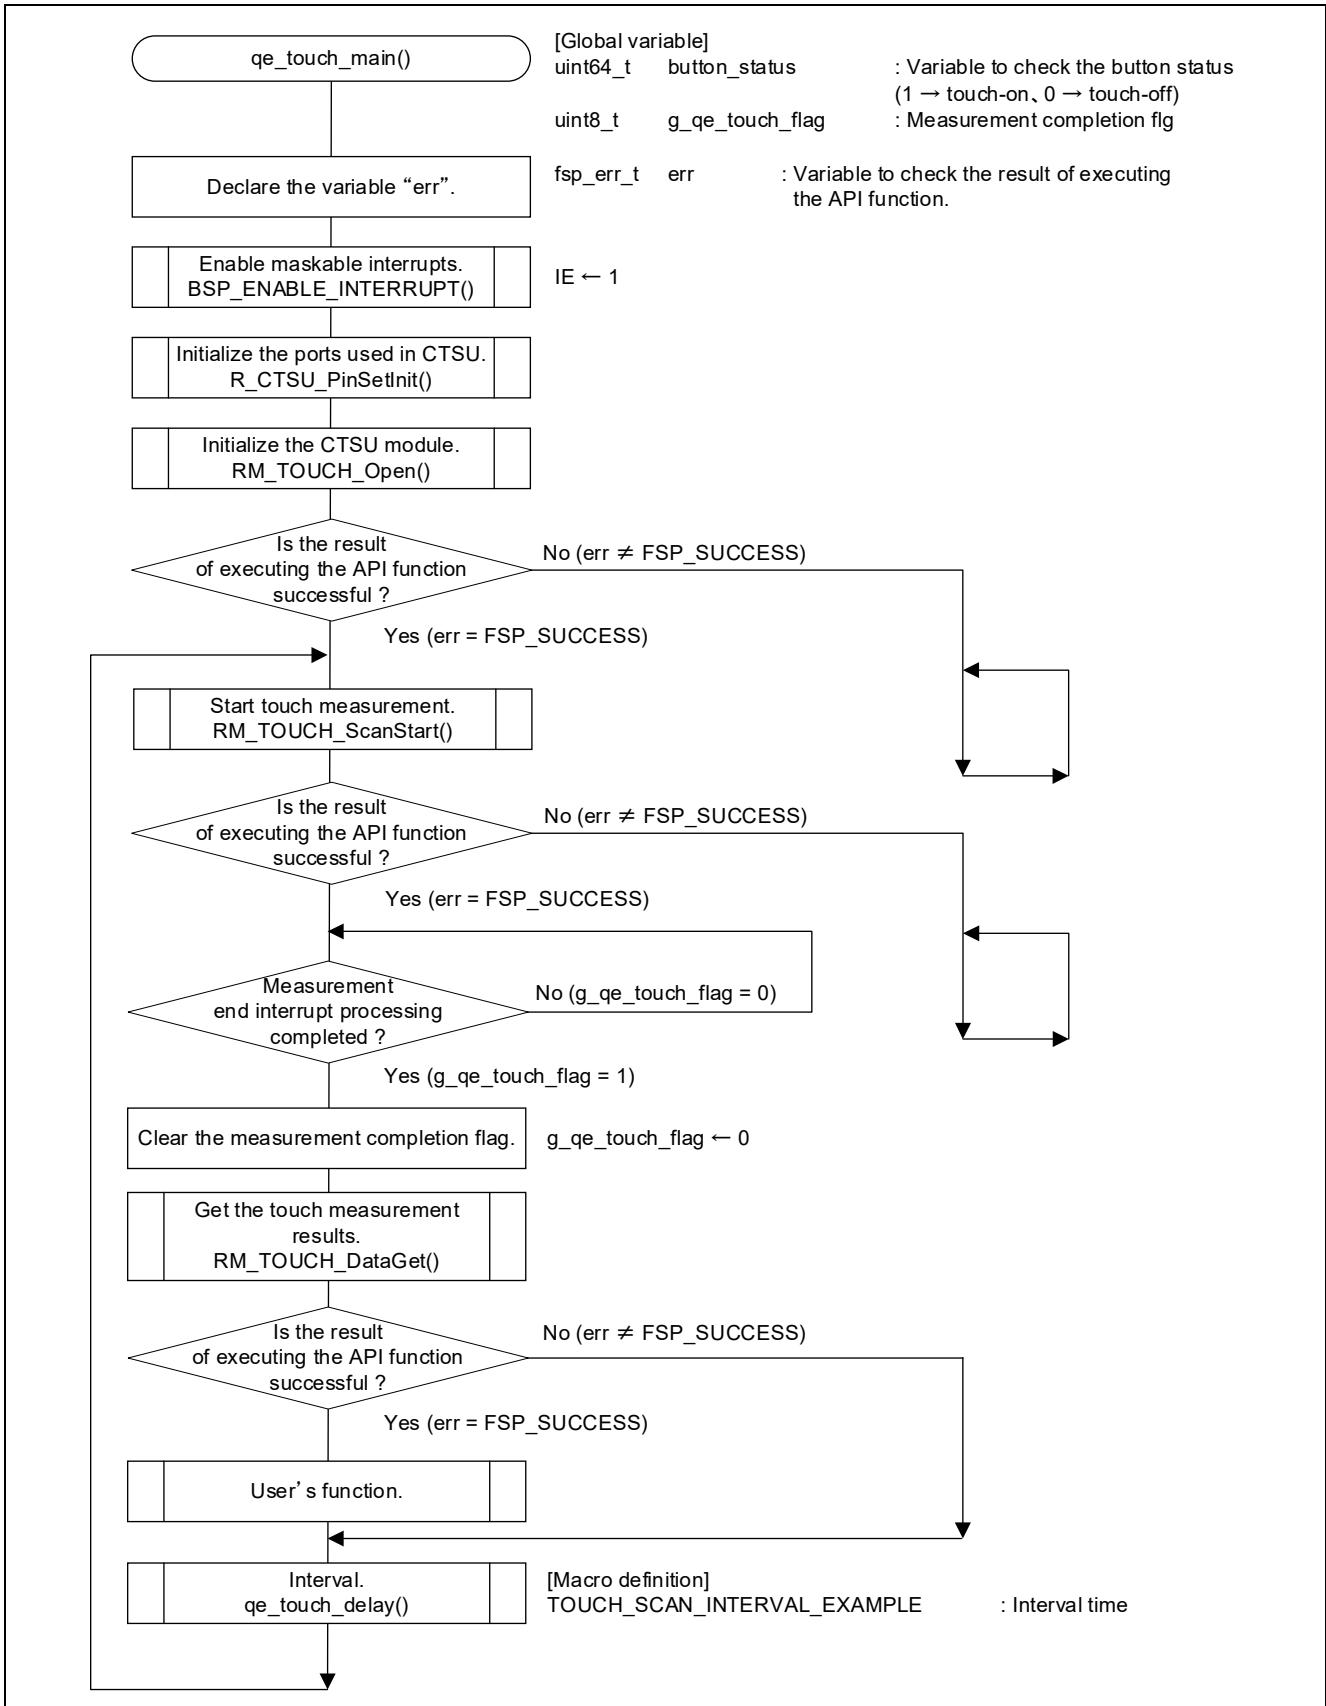 qe_touch_main()
[Global variable]
uint64_t button_status : Variable to check the button status
(1 → touch-on、0 → touch-off)
uint8_t g_qe_touch_flag : Measurement completion flg
Declare the variable “err”.
fsp_err_t err : Variable to check the result of executing
the API function.
Enable maskable interrupts.
BSP_ENABLE_INTERRUPT()
IE ← 1
Initialize the ports used in CTSU.
R_CTSU_PinSetInit()
Initialize the CTSU module.
RM_TOUCH_Open()
Is the result
of executing the API function
successful ?
No (err ≠ FSP_SUCCESS)
Yes (err = FSP_SUCCESS)
Start touch measurement.
RM_TOUCH_ScanStart()
Is the result
of executing the API function
successful ?
No (err ≠ FSP_SUCCESS)
Yes (err = FSP_SUCCESS)
Measurement
end interrupt processing
completed ?
No (g_qe_touch_flag = 0)
Yes (g_qe_touch_flag = 1)
Clear the measurement completion flag.
g_qe_touch_flag ← 0
Get the touch measurement
results.
RM_TOUCH_DataGet()
Is the result
of executing the API function
successful ?
No (err ≠ FSP_SUCCESS)
Yes (err = FSP_SUCCESS)
User’s function.
Interval.
qe_touch_delay()
[Macro definition]
TOUCH_SCAN_INTERVAL_EXAMPLE : Interval time